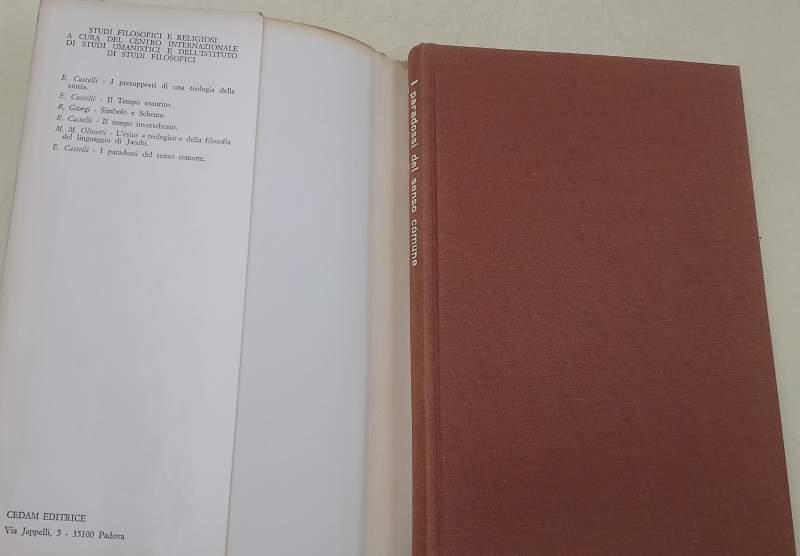 STUDI FILOSOFICI E RELIGIOSI
A CURA DEL CENTRO INTERNAZIONALE
DI STUDI UMANISTICI E DELL'ISTITUTO
DI STUDI FILOSOFICI
E. Castelli - I presupposti di una teologia della
storia.
E. Castelli - Il Tempo esaurito.
R. Giorgi - Simbolo e Schema.
E. Castelli - Il tempo invertebrato.
M. M. Olivetti - L'esito « teologico » della filosofia
del linguaggio di Jacobi.
E. Castelli - I paradossi del senso comune.
CEDAM EDITRICE
Via Jappelli, 5 - 35100 Padova
I paradossi del senso comune